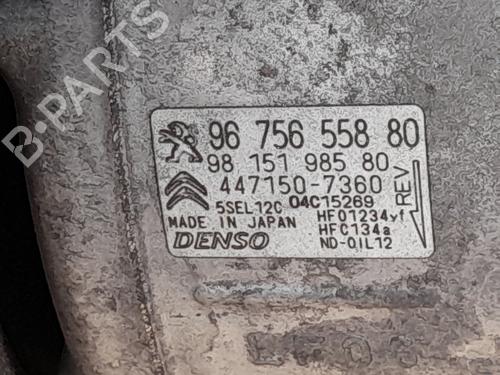 B-PARTS
96 756 558 80
98 151 985 80
447150-7360
5SEL12C 04C15269
MADE IN JAPAN HFO1234yf
DENSO HFC134a
ND-OIL12
REV